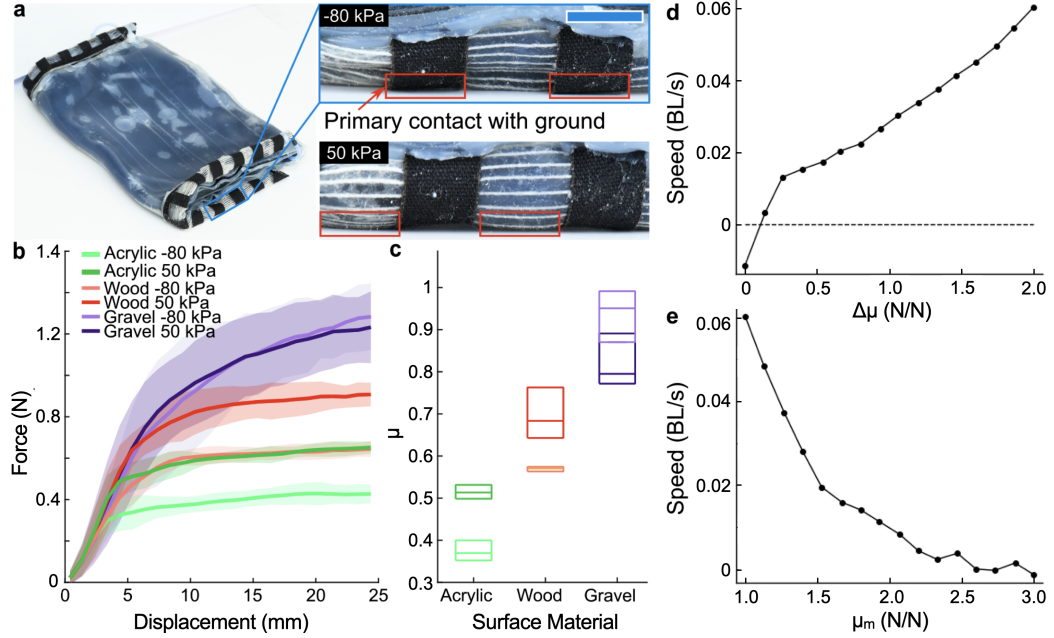 a
-80 kPa
Primary contact with ground
50 kPa
b
1.4
1.2
0.8
0.4
0
Force (N)
Acrylic -80 kPa
Acrylic 50 kPa
Wood -80 kPa
Wood 50 kPa
Gravel -80 kPa
Gravel 50 kPa
0
5
10
15
20
25
Displacement (mm)
c
1
0.9
0.8
0.7
0.6
0.5
0.4
0.3
μ
Acrylic
Wood
Gravel
Surface Material
d
0.06
0.04
0.02
0
Speed (BL/s)
0
0.5
1.0
1.5
2.0
Δμ (N/N)
e
0.06
0.04
0.02
0
Speed (BL/s)
1.0
1.5
2.0
2.5
3.0
μm (N/N)